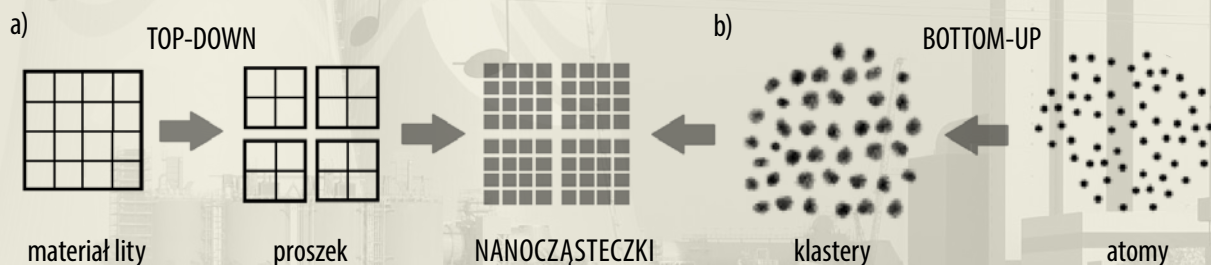 a)
TOP-DOWN
b)
BOTTOM-UP
materiał lity
proszek
NANOCZĄSTECZKI
klastery
atomy